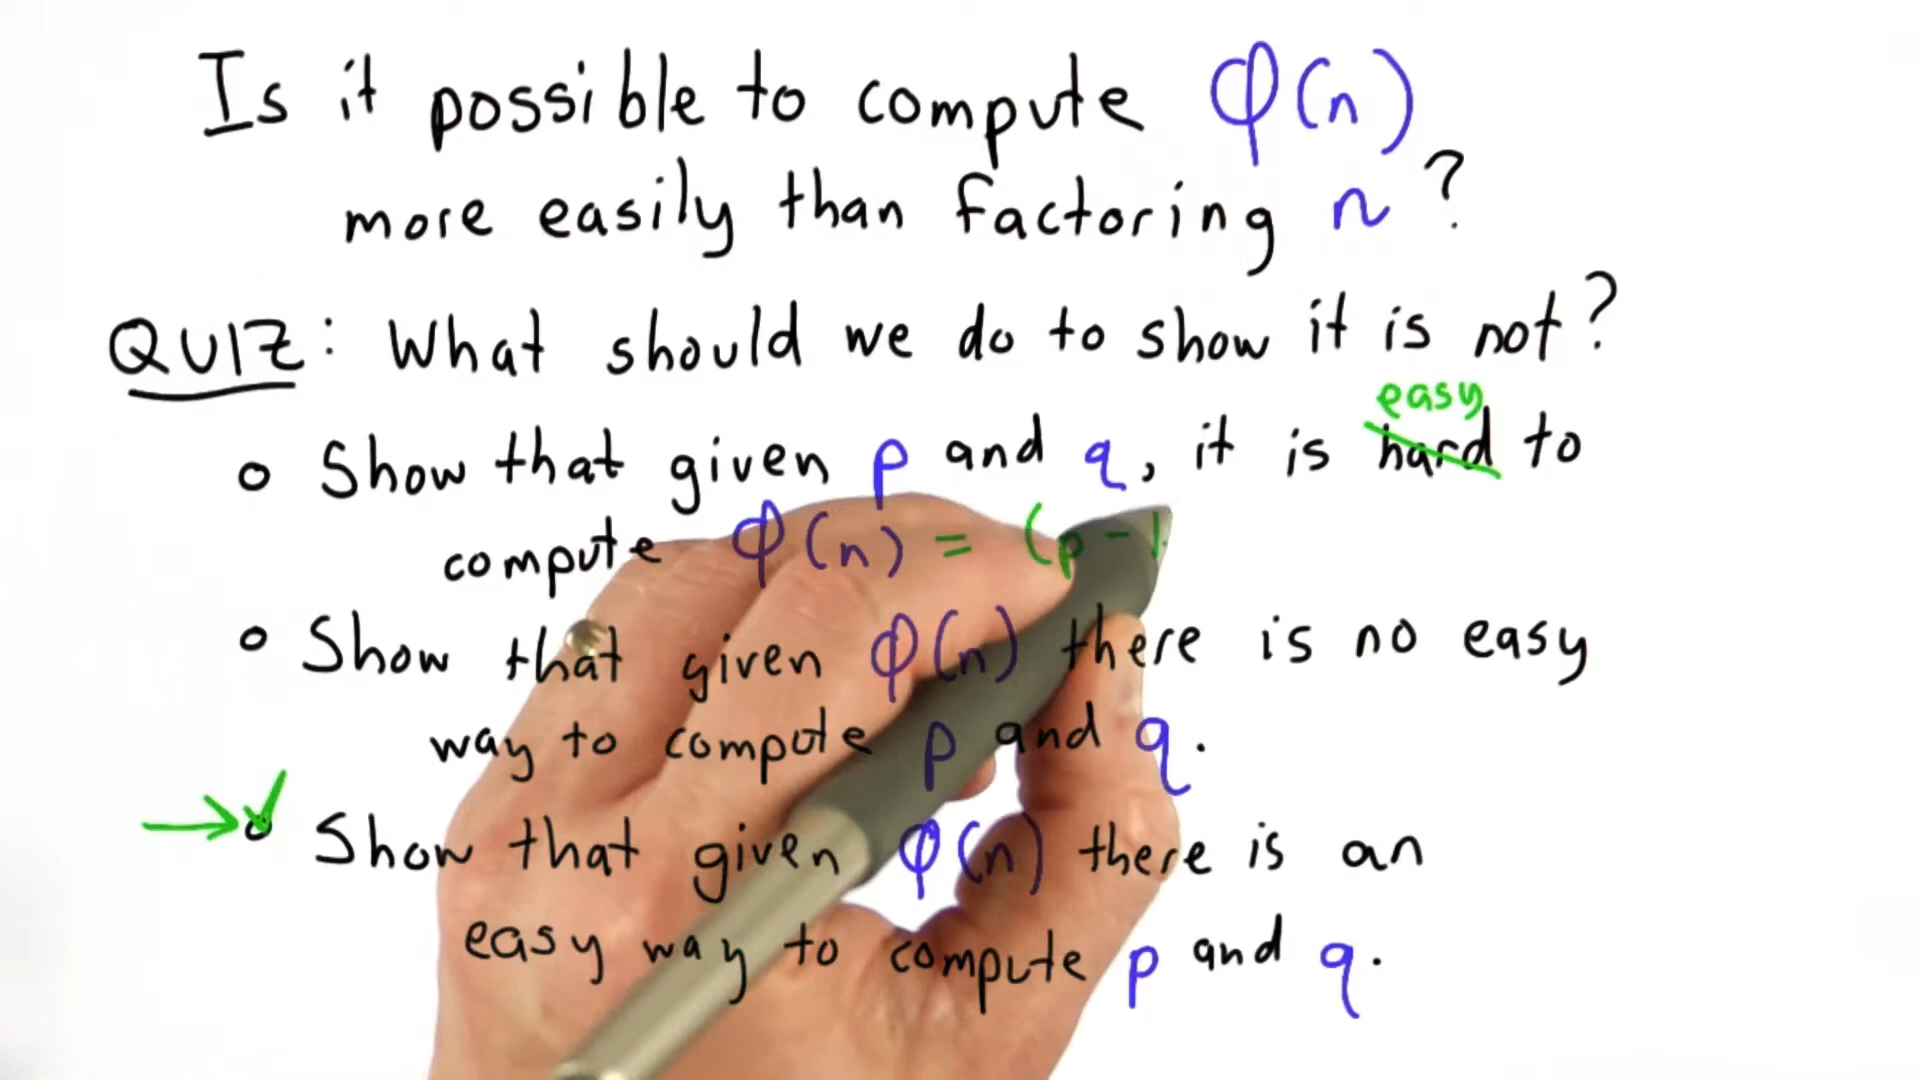 Is it possible to compute φ(n)
more easily than factoring n?
QUIZ: What should we do to show it is not?
easy
o Show that given p and q, it is hard to
compute φ(n) = (p-1
o Show that given φ(n) there is no easy
way to compute p and q.
→ ✓ o Show that given φ(n) there is an
easy way to compute p and q.